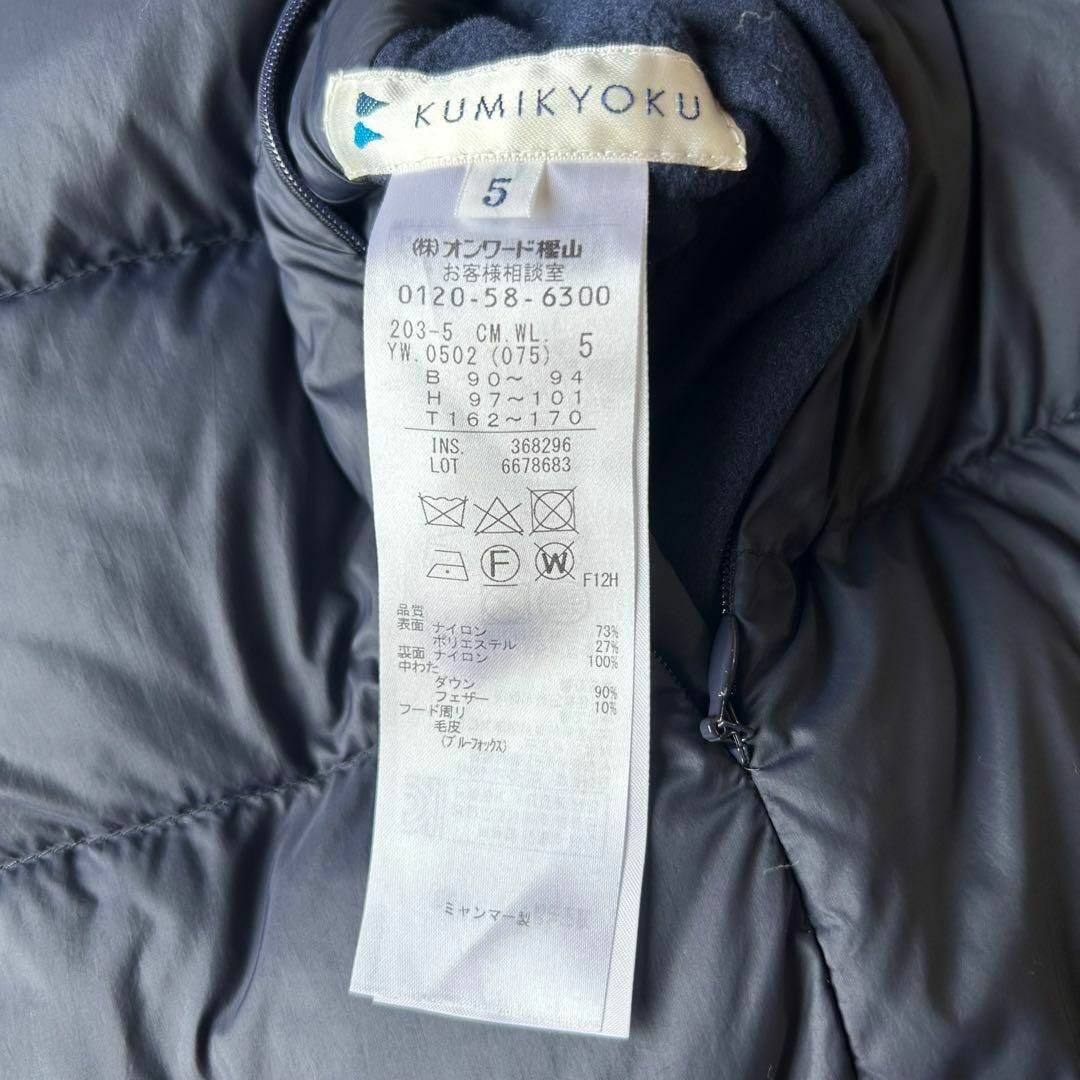 KUMIKYOKU
5
(株)オンワード樫山
お客様相談室
0120-58-6300
203-5 CM.WL. 5
YW.0502(075)
B 90～ 94
H 97～101
T162～170
INS. 368296
LOT 6678683
F W
F12H
品質
表面 ナイロン 73%
ポリエステル 27%
裏面 ナイロン 100%
中わた
ダウン 90%
フェザー 10%
フード周リ
毛皮
(ブルーフォックス)
ミャンマー製